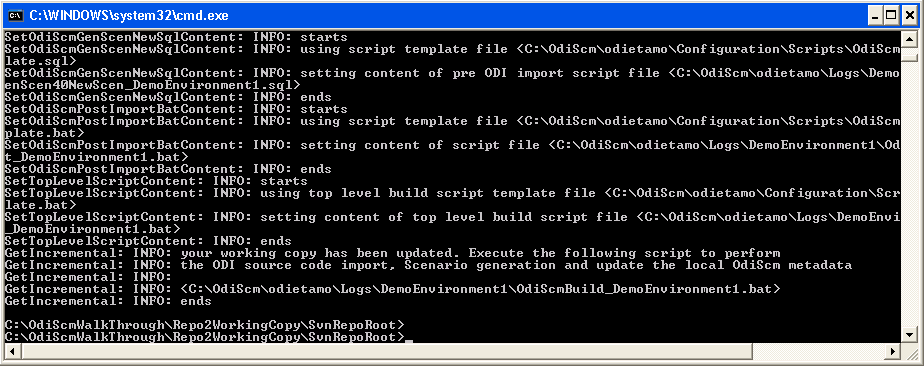 C:\WINDOWS\system32\cmd.exe
SetOdiScmGenScenNewSqlContent: INFO: starts
SetOdiScmGenScenNewSqlContent: INFO: using script template file <C:\OdiScm\odietamo\Configuration\Scripts\OdiScm
late.sql>
SetOdiScmGenScenNewSqlContent: INFO: setting content of pre ODI import script file <C:\OdiScm\odietamo\Logs\Demo
enScen40NewScen_DemoEnvironment1.sql>
SetOdiScmGenScenNewSqlContent: INFO: ends
SetOdiScmPostImportBatContent: INFO: starts
SetOdiScmPostImportBatContent: INFO: using script template file <C:\OdiScm\odietamo\Configuration\Scripts\OdiScm
plate.bat>
SetOdiScmPostImportBatContent: INFO: setting content of script file <C:\OdiScm\odietamo\Logs\DemoEnvironment1\Od
t_DemoEnvironment1.bat>
SetOdiScmPostImportBatContent: INFO: ends
SetTopLevelScriptContent: INFO: starts
SetTopLevelScriptContent: INFO: using top level build script template file <C:\OdiScm\odietamo\Configuration\Scr
late.bat>
SetTopLevelScriptContent: INFO: setting content of top level build script file <C:\OdiScm\odietamo\Logs\DemoEnvi
_DemoEnvironment1.bat>
SetTopLevelScriptContent: INFO: ends
GetIncremental: INFO: your working copy has been updated. Execute the following script to perform
GetIncremental: INFO: the ODI source code import, Scenario generation and update the local OdiScm metadata
GetIncremental: INFO:
GetIncremental: INFO: <C:\OdiScm\odietamo\Logs\DemoEnvironment1\OdiScmBuild_DemoEnvironment1.bat>
GetIncremental: INFO: ends
C:\OdiScmWalkThrough\Repo2WorkingCopy\SvnRepoRoot>
C:\OdiScmWalkThrough\Repo2WorkingCopy\SvnRepoRoot>_